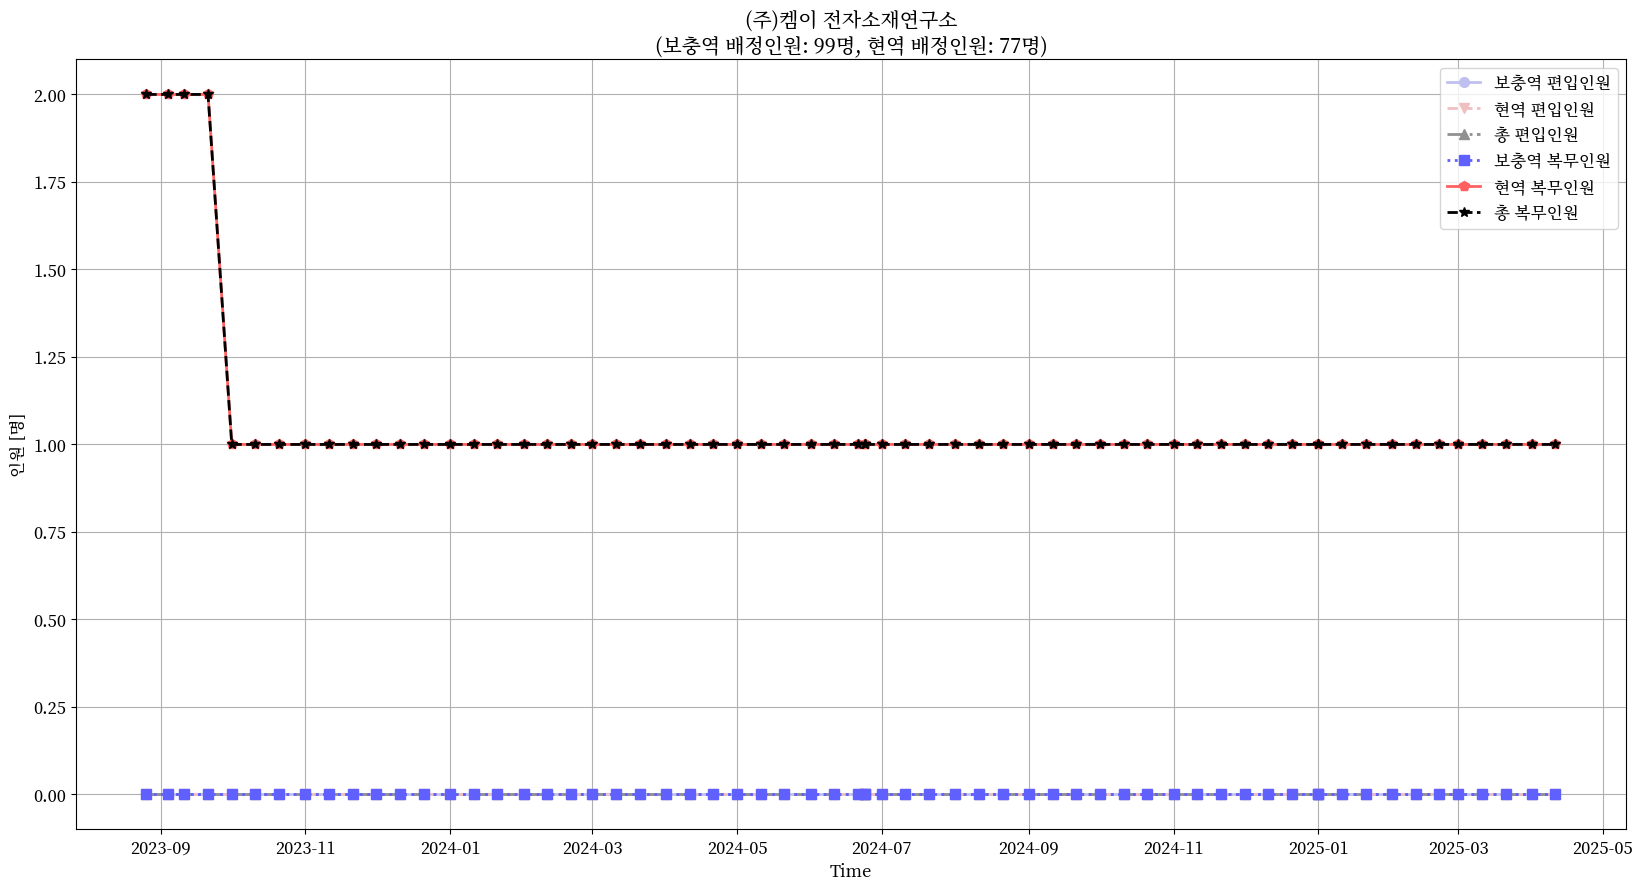 (주)켐이 전자소재연구소
(보충역 배정인원: 99명, 현역 배정인원: 77명)
보충역 편입인원
현역 편입인원
총 편입인원
보충역 복무인원
현역 복무인원
총 복무인원
2.00
1.75
1.50
1.25
1.00
0.75
0.50
0.25
0.00
인원 [명]
2023-09
2023-11
2024-01
2024-03
2024-05
2024-07
2024-09
2024-11
2025-01
2025-03
2025-05
Time